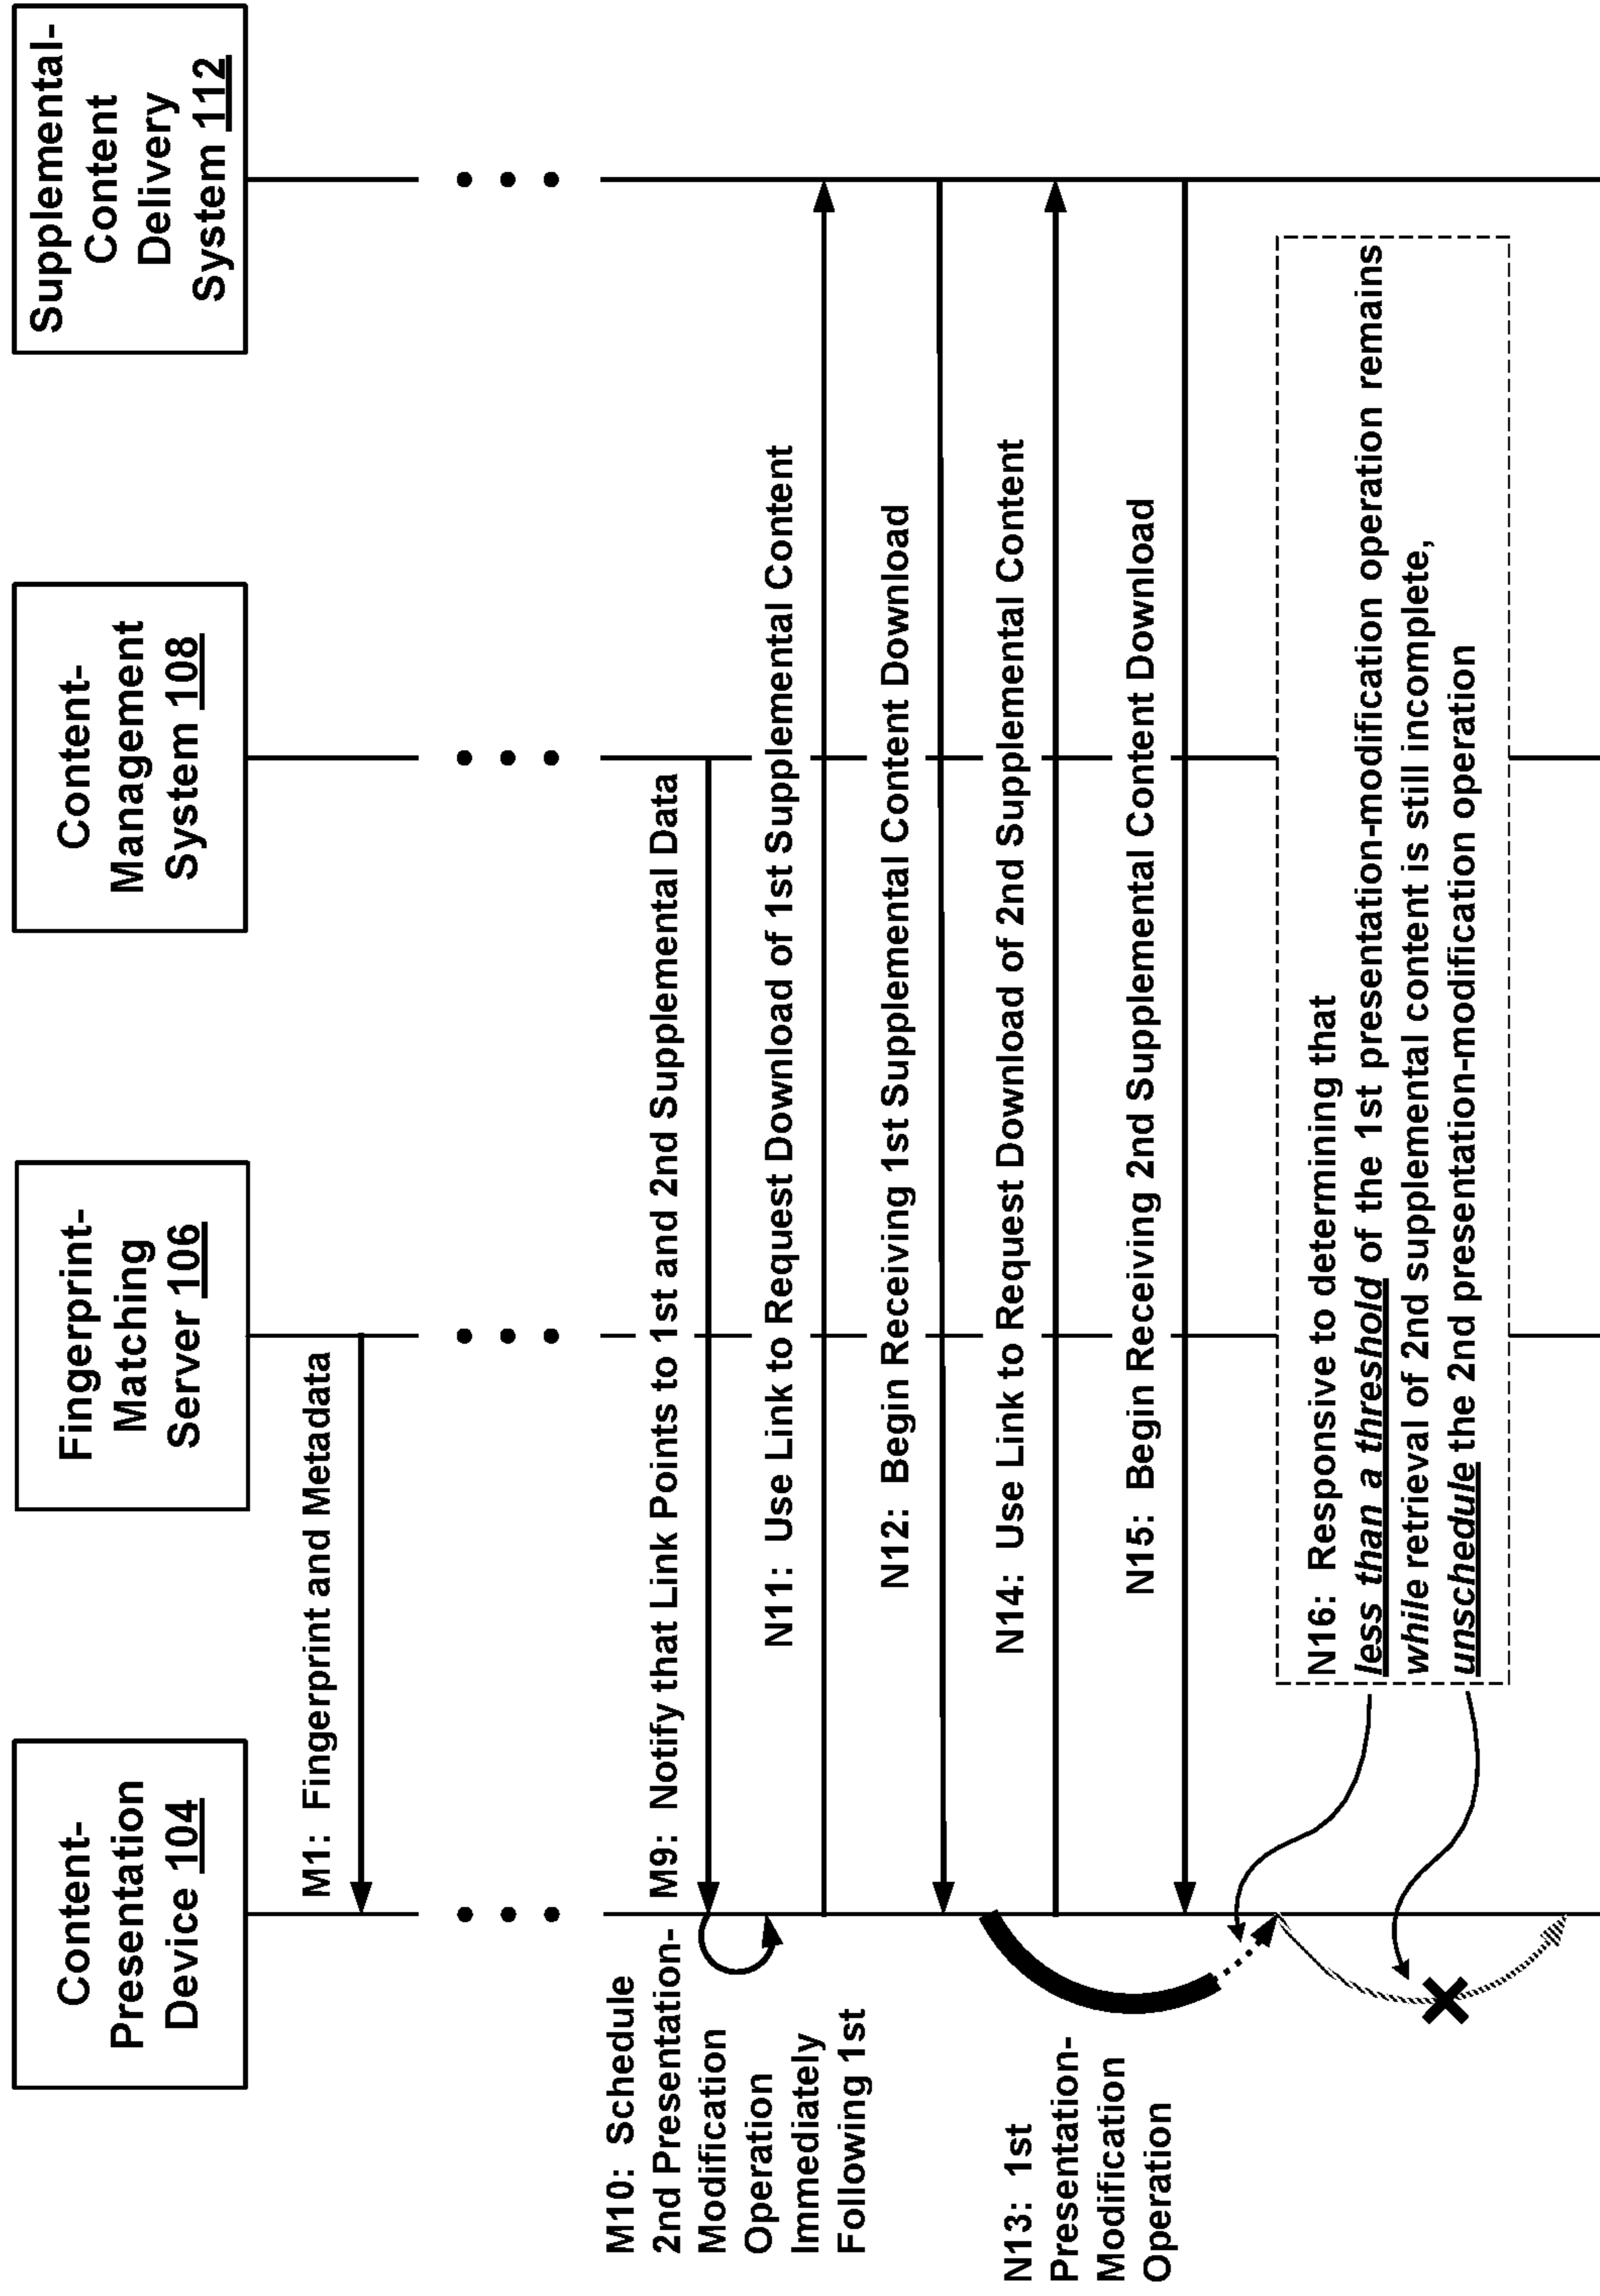 Content-
Presentation
Device 104
Fingerprint-
Matching
Server 106
Content-
Management
System 108
Supplemental-
Content
Delivery
System 112
M1: Fingerprint and Metadata
M9: Notify that Link Points to 1st and 2nd Supplemental Data
M10: Schedule
2nd Presentation-
Modification
Operation
Immediately
Following 1st
N11: Use Link to Request Download of 1st Supplemental Content
N12: Begin Receiving 1st Supplemental Content Download
N13: 1st
Presentation-
Modification
Operation
N14: Use Link to Request Download of 2nd Supplemental Content
N15: Begin Receiving 2nd Supplemental Content Download
N16: Responsive to determining that
less than a threshold of the 1st presentation-modification operation remains
while retrieval of 2nd supplemental content is still incomplete,
unschedule the 2nd presentation-modification operation